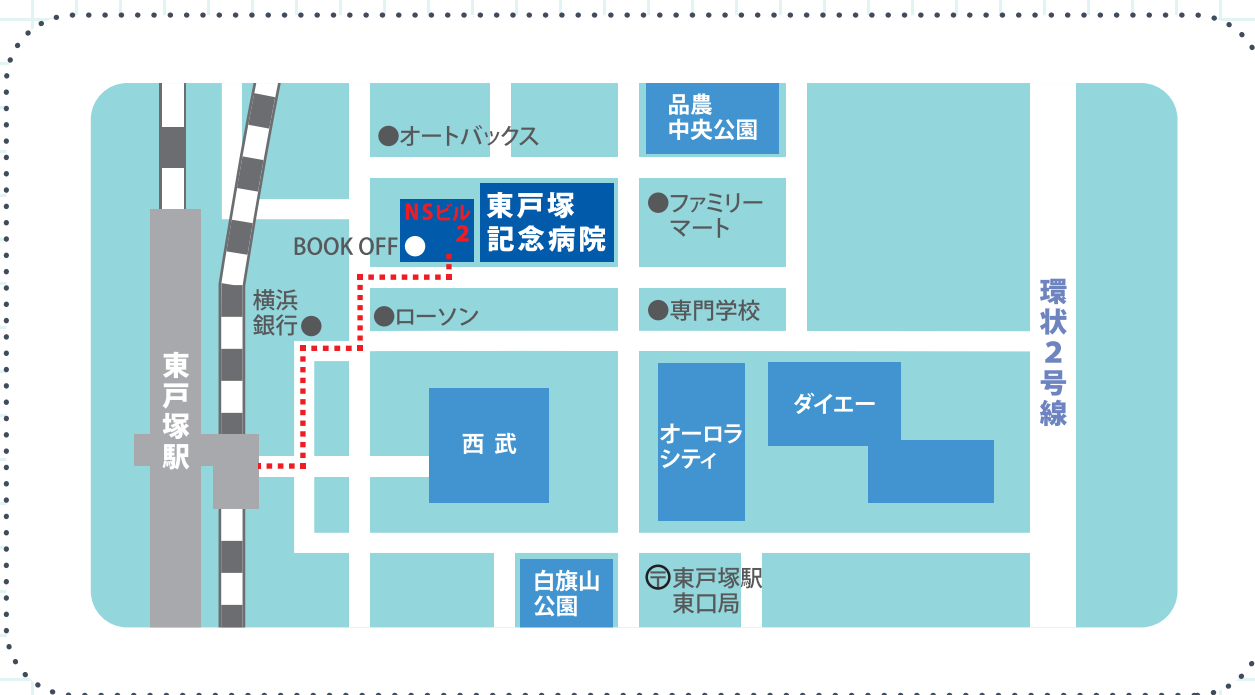 品農
中央公園
オートバックス
NSビル
2
東戸塚
記念病院
ファミリー
マート
BOOK OFF
横浜
銀行
ローソン
専門学校
環状2号線
東戸塚駅
西武
オーロラ
シティ
ダイエー
白旗山
公園
〒東戸塚駅
東口局